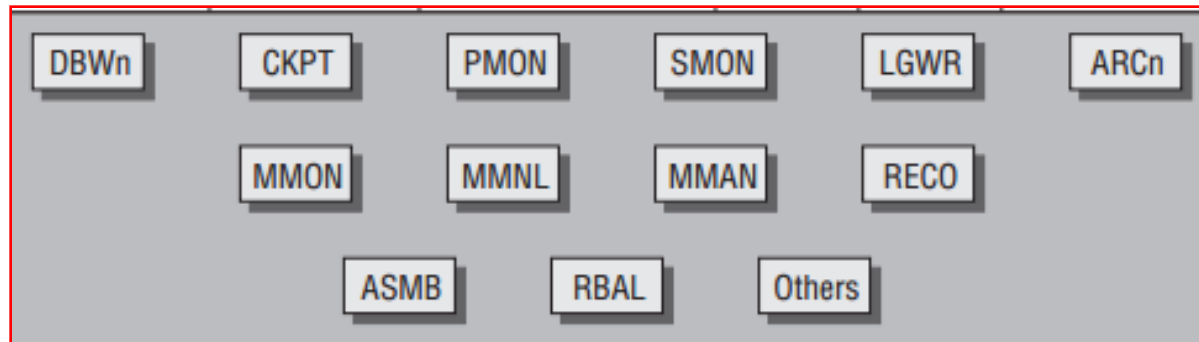 DBWn CKPT PMON SMON LGWR ARCn
MMON MMNL MMAN RECO
ASMB RBAL Others